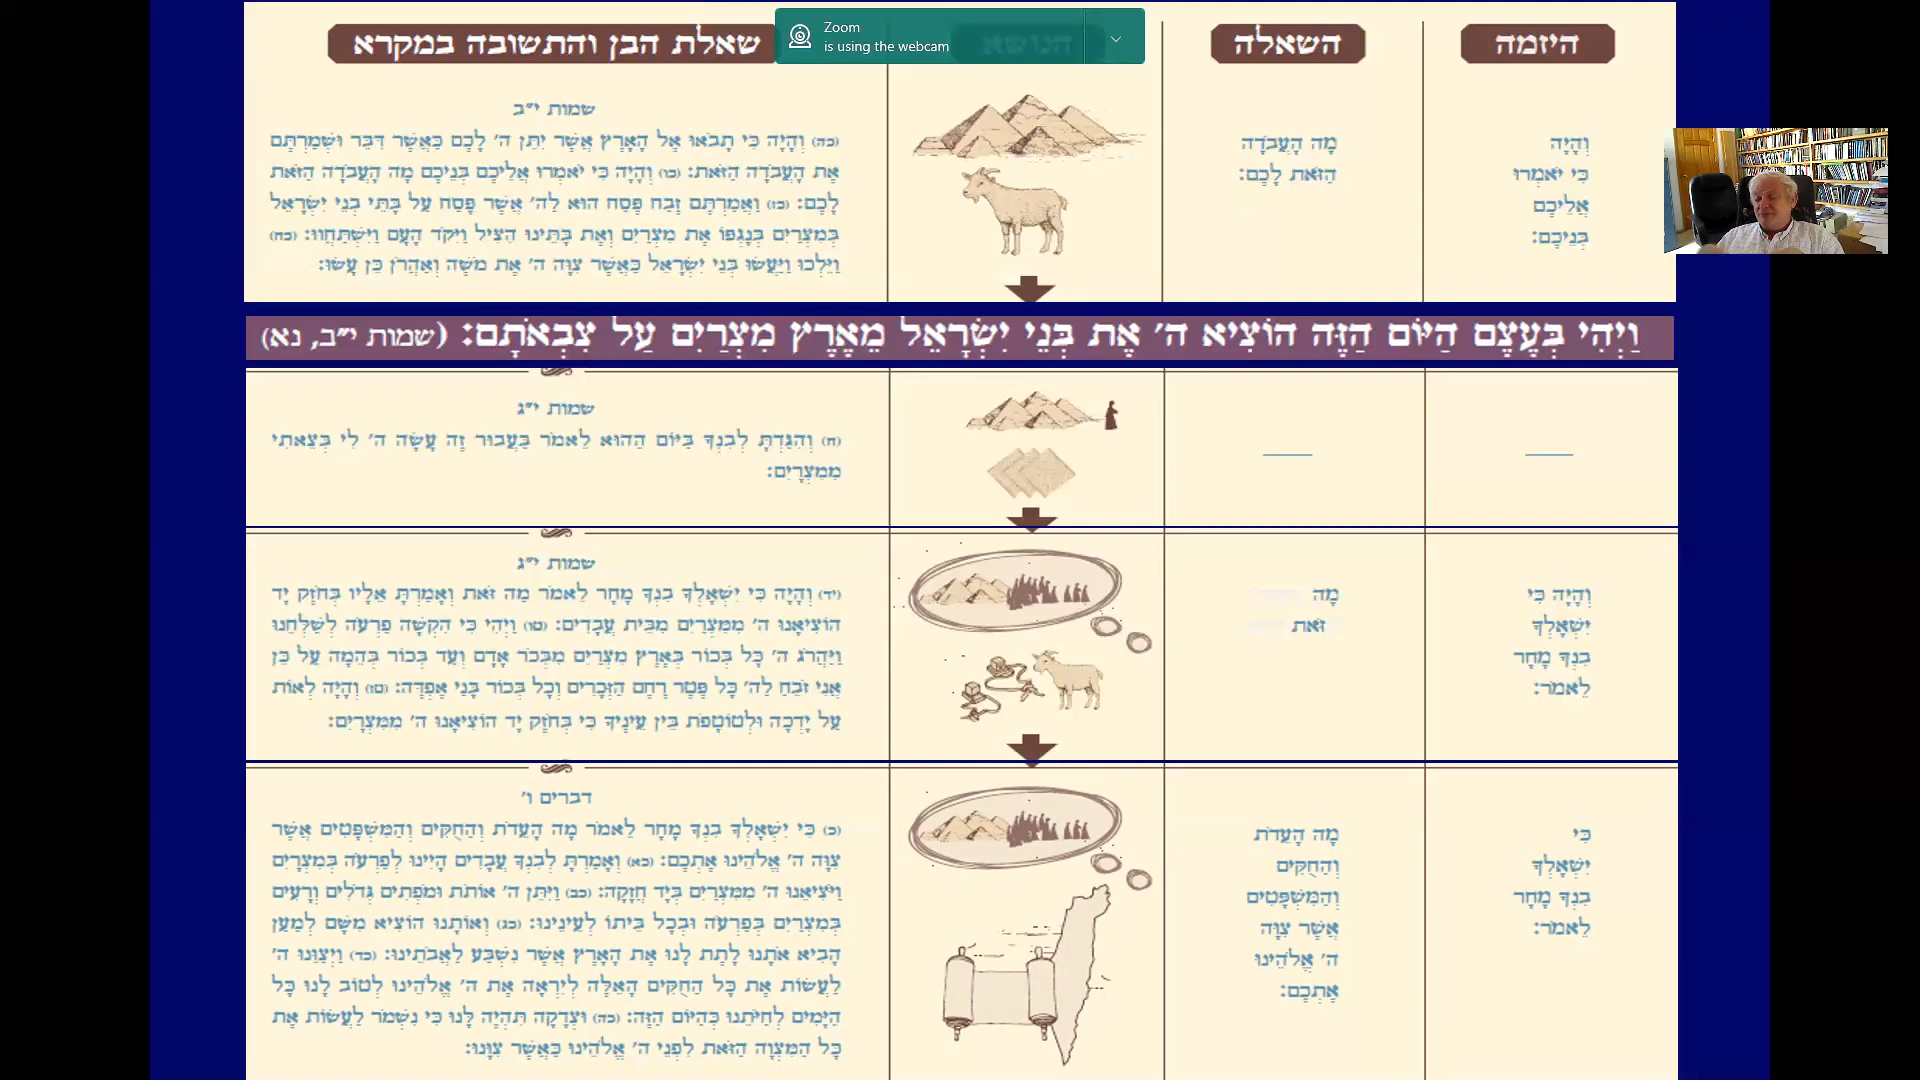 היזמה
השאלה
הנושא
שאלת הבן והתשובה במקרא
Zoom
is using the webcam
וְהָיָה
כִּי יֹאמְרוּ
אֲלֵיכֶם
בְּנֵיכֶם:
מָה הָעֲבֹדָה
הַזֹּאת לָכֶם:
שמות י״ב
(כה) וְהָיָה כִּי תָבֹאוּ אֶל הָאָרֶץ אֲשֶׁר יִתֵּן ה׳ לָכֶם כַּאֲשֶׁר דִּבֵּר וּשְׁמַרְתֶּם
אֶת הָעֲבֹדָה הַזֹּאת: (כו) וְהָיָה כִּי יֹאמְרוּ אֲלֵיכֶם בְּנֵיכֶם מָה הָעֲבֹדָה הַזֹּאת
לָכֶם: (כז) וַאֲמַרְתֶּם זֶבַח פֶּסַח הוּא לַה׳ אֲשֶׁר פָּסַח עַל בָּתֵּי בְנֵי יִשְׂרָאֵל
בְּמִצְרַיִם בְּנָגְפּוֹ אֶת מִצְרַיִם וְאֶת בָּתֵּינוּ הִצִּיל וַיִּקֹּד הָעָם וַיִּשְׁתַּחֲווּ: (כח)
וַיֵּלְכוּ וַיַּעֲשׂוּ בְּנֵי יִשְׂרָאֵל כַּאֲשֶׁר צִוָּה ה׳ אֶת מֹשֶׁה וְאַהֲרֹן כֵּן עָשׂוּ:
וַיְהִי בְּעֶצֶם הַיּוֹם הַזֶּה הוֹצִיא ה׳ אֶת בְּנֵי יִשְׂרָאֵל מֵאֶרֶץ מִצְרַיִם עַל צִבְאֹתָם: (שמות י״ב, נא)
שמות י״ג
(ח) וְהִגַּדְתָּ לְבִנְךָ בַּיּוֹם הַהוּא לֵאמֹר בַּעֲבוּר זֶה עָשָׂה ה׳ לִי בְּצֵאתִי
מִמִּצְרָיִם:
וְהָיָה כִּי
יִשְׁאָלְךָ
בִנְךָ מָחָר
לֵאמֹר:
מָה
זֹּאת
שמות י״ג
(יד) וְהָיָה כִּי יִשְׁאָלְךָ בִנְךָ מָחָר לֵאמֹר מַה זֹּאת וְאָמַרְתָּ אֵלָיו בְּחֹזֶק יָד
הוֹצִיאָנוּ ה׳ מִמִּצְרַיִם מִבֵּית עֲבָדִים: (טו) וַיְהִי כִּי הִקְשָׁה פַרְעֹה לְשַׁלְּחֵנוּ
וַיַּהֲרֹג ה׳ כָּל בְּכוֹר בְּאֶרֶץ מִצְרַיִם מִבְּכֹר אָדָם וְעַד בְּכוֹר בְּהֵמָה עַל כֵּן
אֲנִי זֹבֵחַ לַה׳ כָּל פֶּטֶר רֶחֶם הַזְּכָרִים וְכָל בְּכוֹר בָּנַי אֶפְדֶּה: (טז) וְהָיָה לְאוֹת
עַל יָדְכָה וּלְטוֹטָפֹת בֵּין עֵינֶיךָ כִּי בְּחֹזֶק יָד הוֹצִיאָנוּ ה׳ מִמִּצְרָיִם:
כִּי
יִשְׁאָלְךָ
בִנְךָ מָחָר
לֵאמֹר:
מָה הָעֵדֹת
וְהַחֻקִּים
וְהַמִּשְׁפָּטִים
אֲשֶׁר צִוָּה
ה׳ אֱלֹהֵינוּ
אֶתְכֶם:
דברים ו׳
(כ) כִּי יִשְׁאָלְךָ בִנְךָ מָחָר לֵאמֹר מָה הָעֵדֹת וְהַחֻקִּים וְהַמִּשְׁפָּטִים אֲשֶׁר
צִוָּה ה׳ אֱלֹהֵינוּ אֶתְכֶם: (כא) וְאָמַרְתָּ לְבִנְךָ עֲבָדִים הָיִינוּ לְפַרְעֹה בְּמִצְרָיִם
וַיֹּצִיאֵנוּ ה׳ מִמִּצְרַיִם בְּיָד חֲזָקָה: (כב) וַיִּתֵּן ה׳ אוֹתֹת וּמֹפְתִים גְּדֹלִים וְרָעִים
בְּמִצְרַיִם בְּפַרְעֹה וּבְכָל בֵּיתוֹ לְעֵינֵינוּ: (כג) וְאוֹתָנוּ הוֹצִיא מִשָּׁם לְמַעַן
הָבִיא אֹתָנוּ לָתֶת לָנוּ אֶת הָאָרֶץ אֲשֶׁר נִשְׁבַּע לַאֲבֹתֵינוּ: (כד) וַיְצַוֵּנוּ ה׳
לַעֲשׂוֹת אֶת כָּל הַחֻקִּים הָאֵלֶּה לְיִרְאָה אֶת ה׳ אֱלֹהֵינוּ לְטוֹב לָנוּ כָּל
הַיָּמִים לְחַיֹּתֵנוּ כְּהַיּוֹם הַזֶּה: (כה) וּצְדָקָה תִּהְיֶה לָּנוּ כִּי נִשְׁמֹר לַעֲשׂוֹת אֶת
כָּל הַמִּצְוָה הַזֹּאת לִפְנֵי ה׳ אֱלֹהֵינוּ כַּאֲשֶׁר צִוָּנוּ: